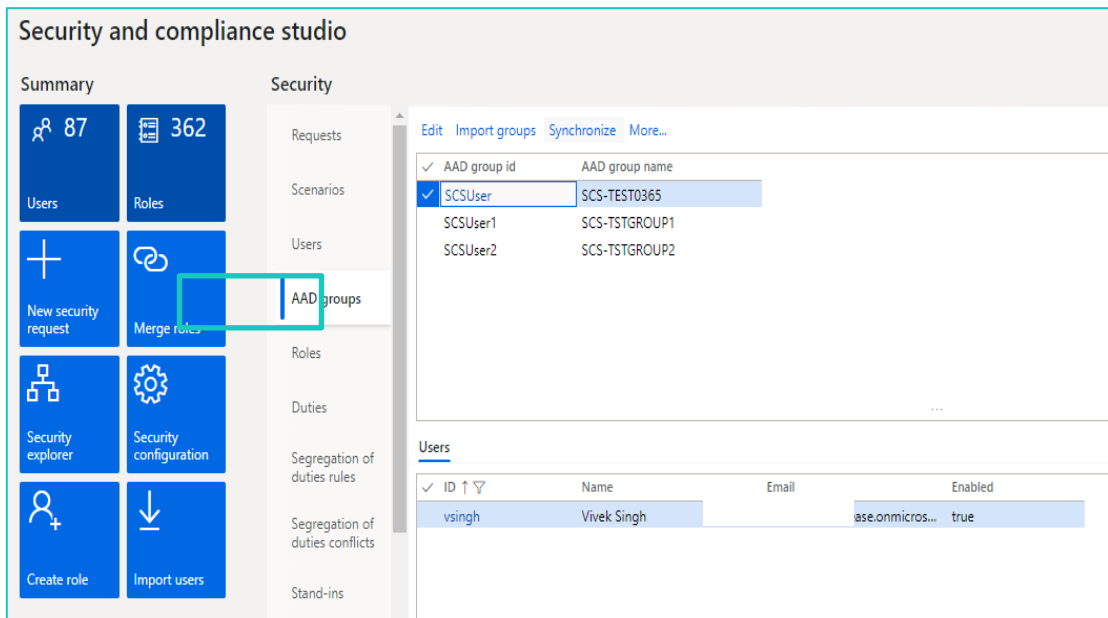 Security and compliance studio
Summary
87
Users
362
Roles
New security
request
Merge roles
Security
explorer
Security
configuration
Create role
Import users
Security
Requests
Scenarios
Users
AAD groups
Roles
Duties
Segregation of
duties rules
Segregation of
duties conflicts
Stand-ins
Edit Import groups Synchronize More...
AAD group id AAD group name
SCSUser SCS-TEST0365
SCSUser1 SCS-TSTGROUP1
SCSUser2 SCS-TSTGROUP2
...
Users
ID ↑ Name Email Enabled
vsingh Vivek Singh ase.onmicros... true